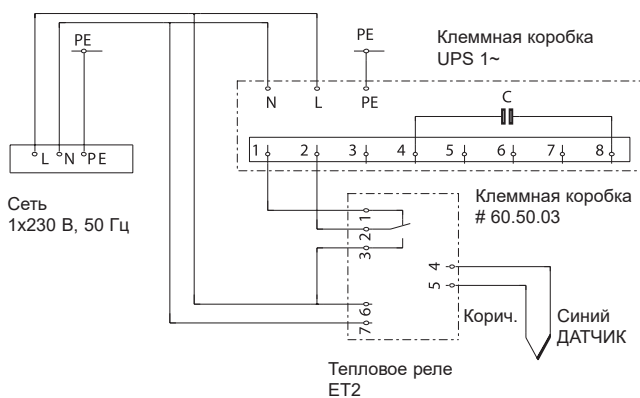 PE
PE
Клеммная коробка
UPS 1~
N L PE
C
L N PE
1 2 3 4 5 6 7 8
Сеть
1x230 В, 50 Гц
Клеммная коробка
# 60.50.03
1
2
3
4
5
6
7
Корич.
Синий
ДАТЧИК
Тепловое реле
ET2